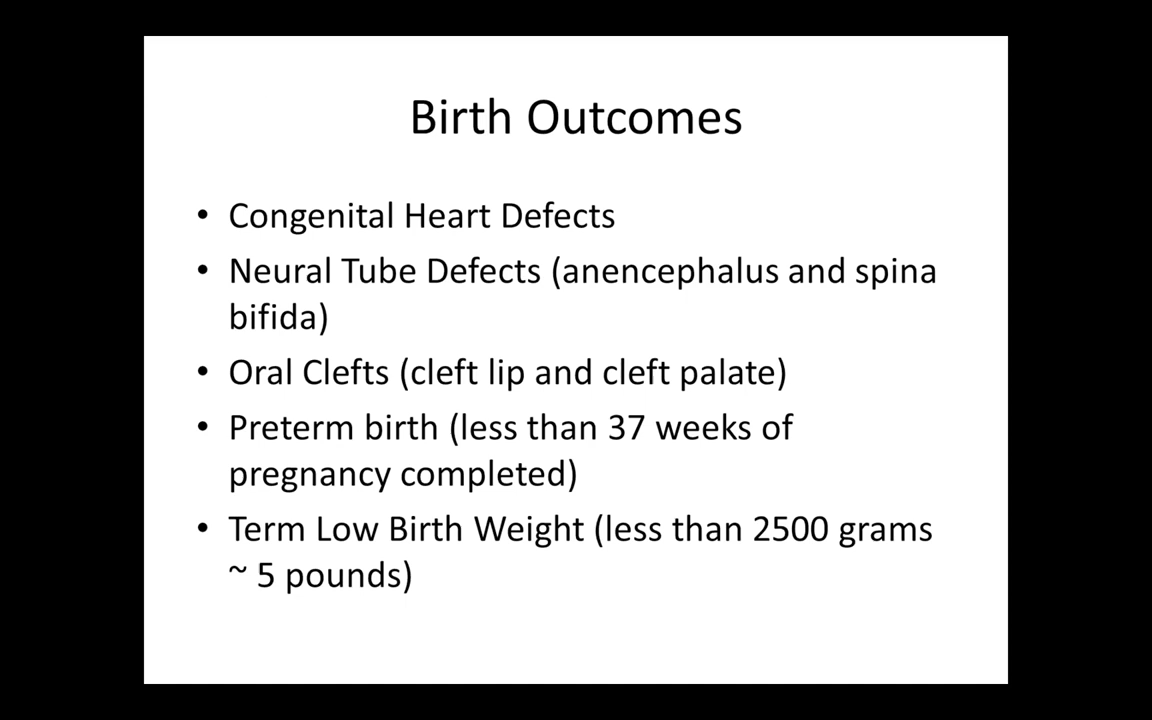 Birth Outcomes
• Congenital Heart Defects
• Neural Tube Defects (anencephalus and spina
bifida)
• Oral Clefts (cleft lip and cleft palate)
• Preterm birth (less than 37 weeks of
pregnancy completed)
• Term Low Birth Weight (less than 2500 grams
~ 5 pounds)